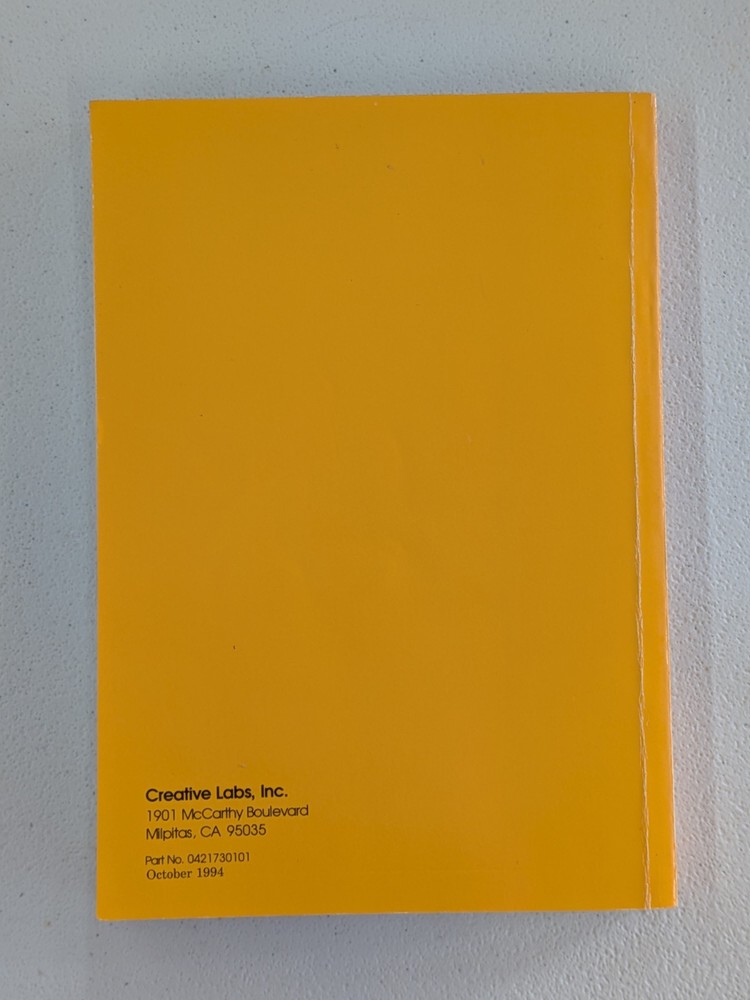 Creative Labs, Inc.
1901 McCarthy Boulevard
Milpitas, CA 95035
Part No. 0421730101
October 1994